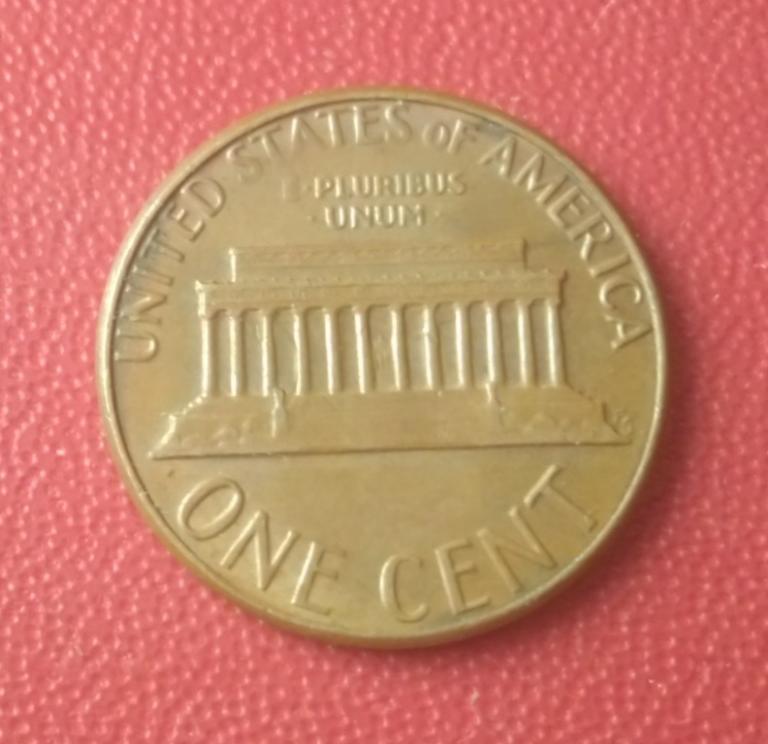 UNITED STATES oF AMERICA
E·PLURIBUS
·UNUM·
ONE CENT